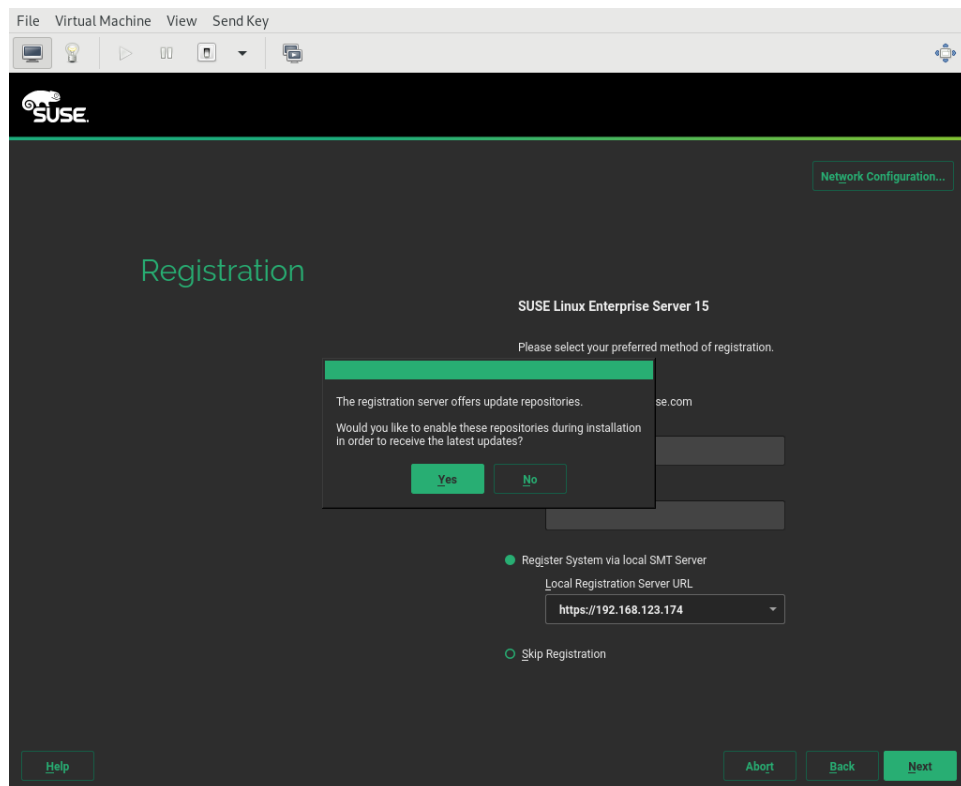 File Virtual Machine View Send Key
SUSE.
Network Configuration...
Registration
SUSE Linux Enterprise Server 15
Please select your preferred method of registration.
The registration server offers update repositories.
se.com
Would you like to enable these repositories during installation
in order to receive the latest updates?
Yes No
Register System via local SMT Server
Local Registration Server URL
https://192.168.123.174
Skip Registration
Help Abort Back Next